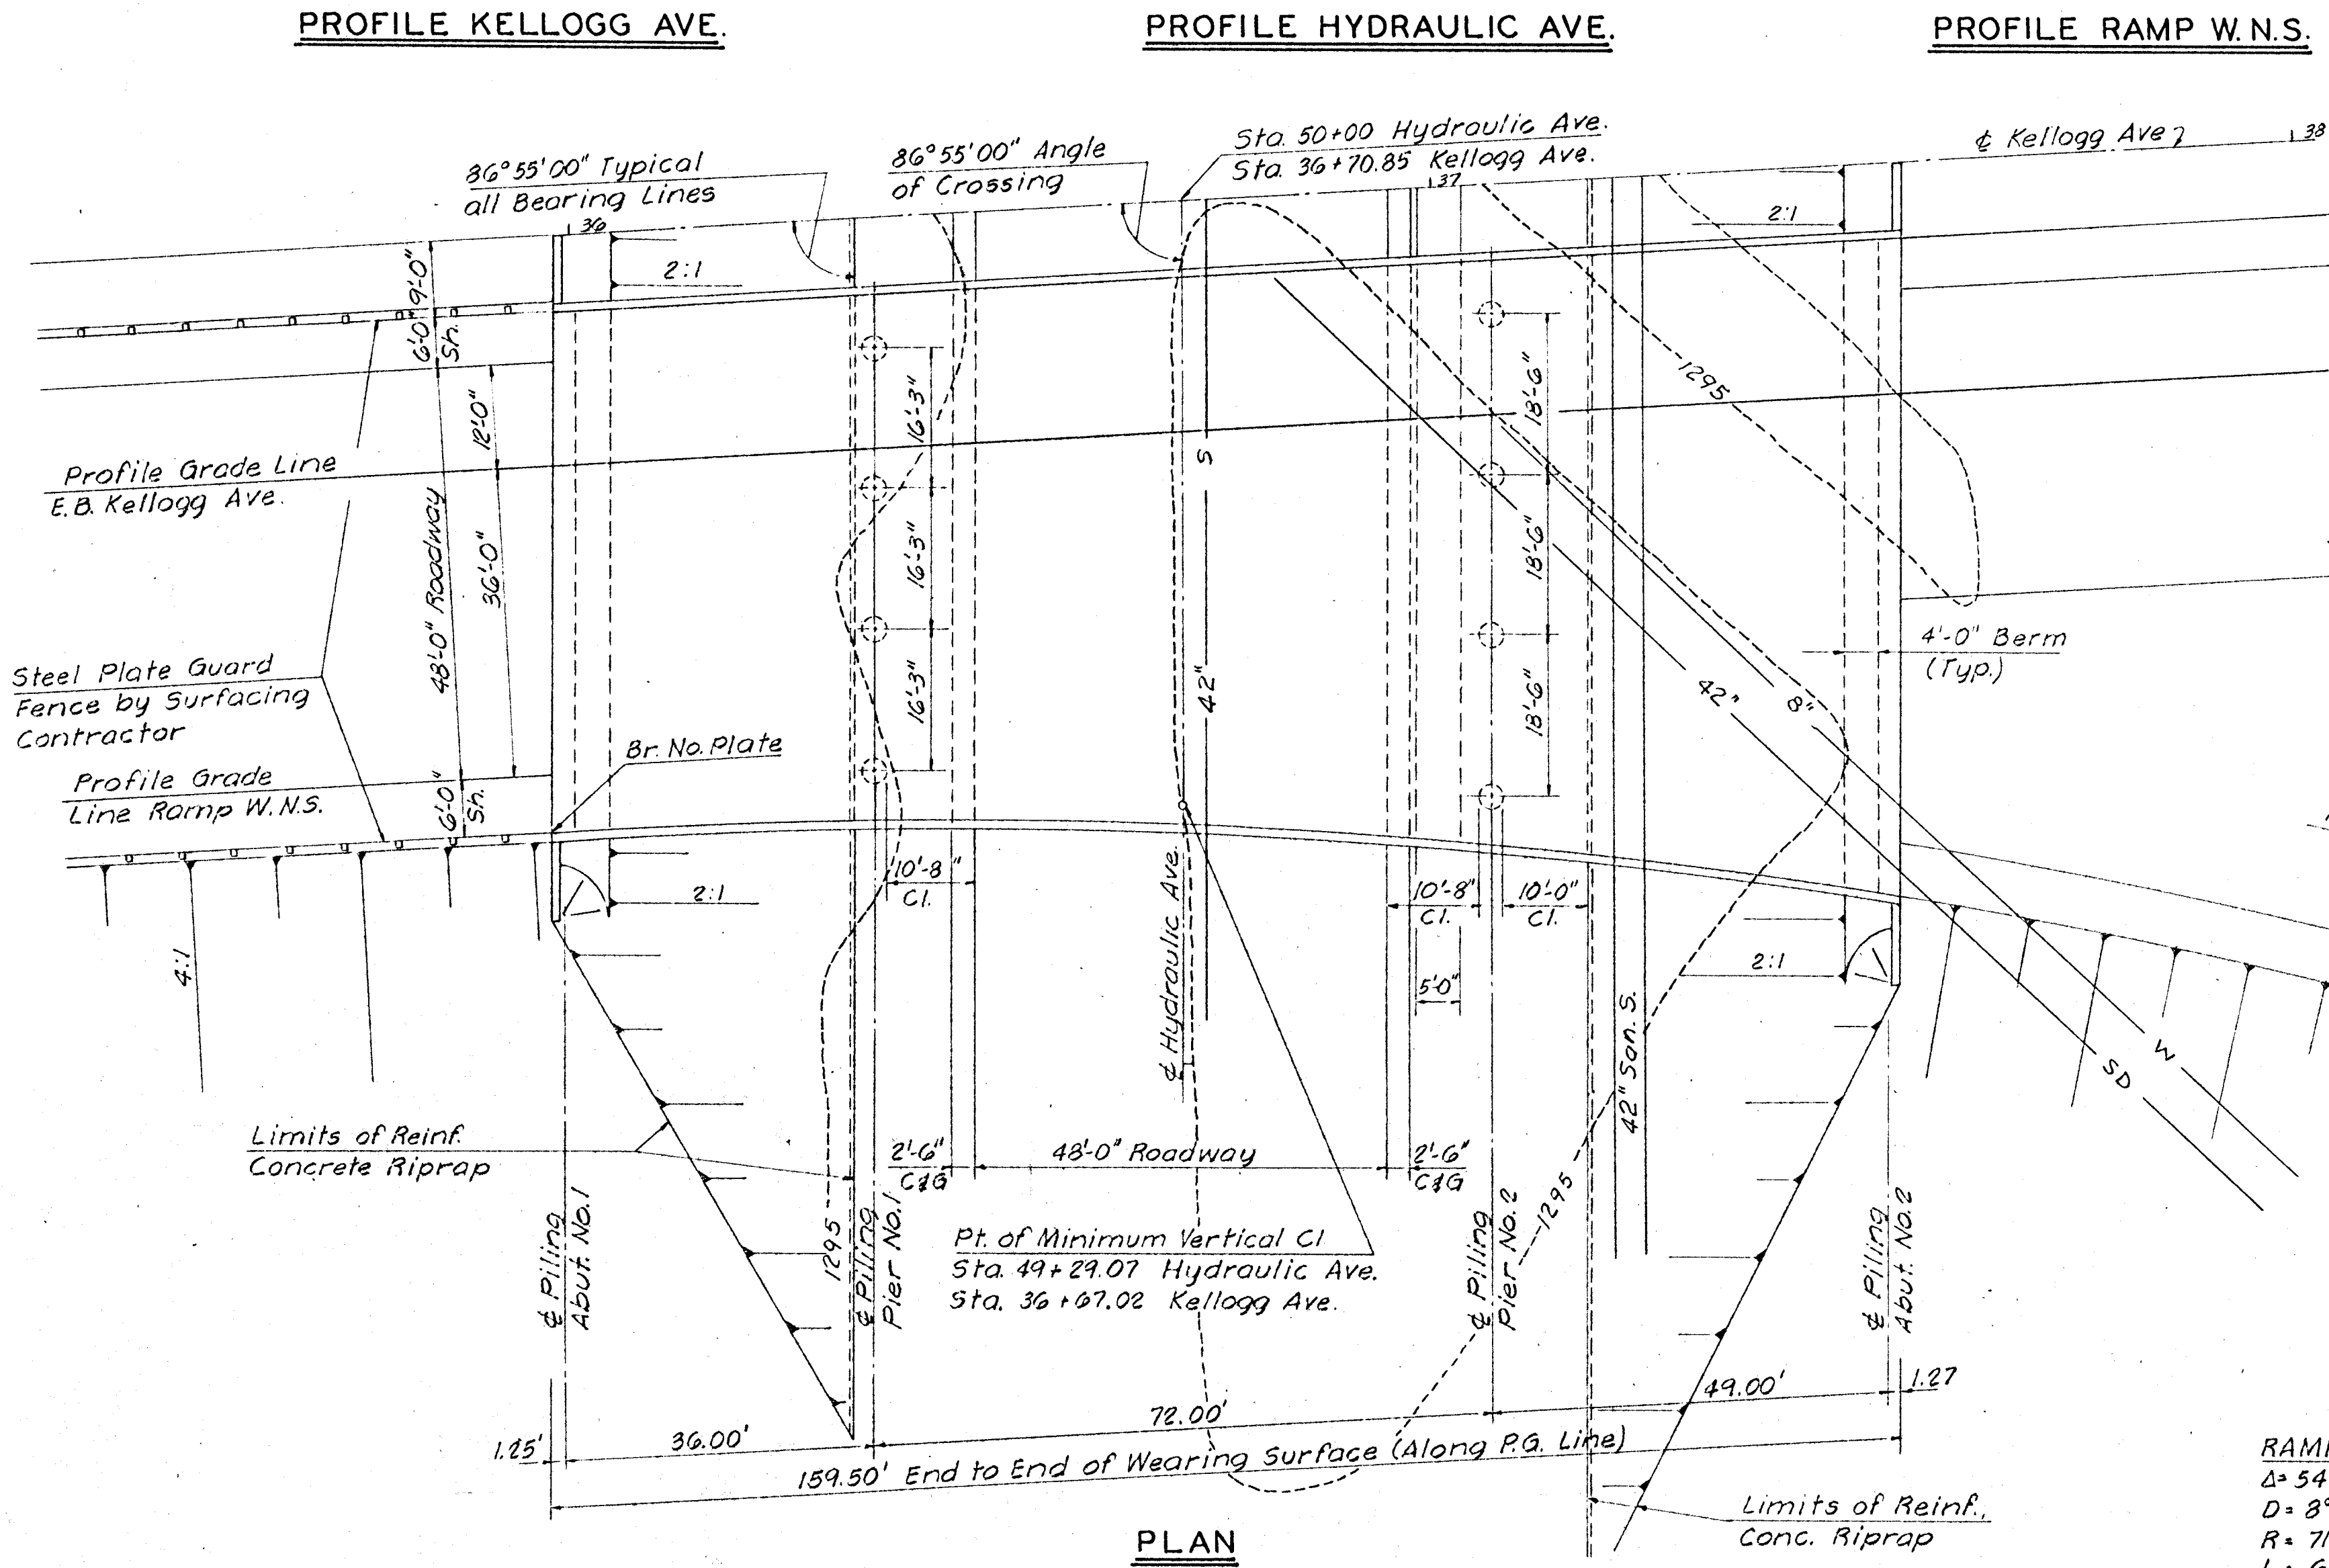 PROFILE KELLOGG AVE.
PROFILE HYDRAULIC AVE.
PROFILE RAMP W.N.S.
86°55'00" Typical
all Bearing Lines
86°55'00" Angle
of Crossing
Sta. 50+00 Hydraulic Ave.
Sta. 36+70.85 Kellogg Ave.
℄ Kellogg Ave.
36
37
38
2:1
2:1
9'-0"
6'-0"
Sh.
12'-0"
36'-0"
48'-0" Roadway
6'-0"
Sh.
Profile Grade Line
E.B. Kellogg Ave.
Steel Plate Guard
Fence by Surfacing
Contractor
Profile Grade
Line Ramp W.N.S.
Br. No. Plate
16'-3"
16'-3"
16'-3"
S
42"
18'-6"
18'-6"
18'-6"
1295
42"
8"
4'-0" Berm
(Typ.)
4:1
2:1
10'-8"
Cl.
℄ Hydraulic Ave.
10'-8"
Cl.
10'-0"
Cl.
5'-0"
2:1
42" San. S.
W
SD
Limits of Reinf.
Concrete Riprap
2'-6"
C&G
48'-0" Roadway
2'-6"
C&G
1295
1295
℄ Pilling
Abut. No.1
℄ Pilling
Pier No.1
Pt. of Minimum Vertical Cl
Sta. 49+29.07 Hydraulic Ave.
Sta. 36+67.02 Kellogg Ave.
℄ Pilling
Pier No.2
℄ Piling
Abut. No.2
1.25'
36.00'
72.00'
49.00'
1.27
159.50' End to End of Wearing Surface (Along P.G. Line)
Limits of Reinf.,
Conc. Riprap
PLAN
Δ= 54
D= 8°
R= 71